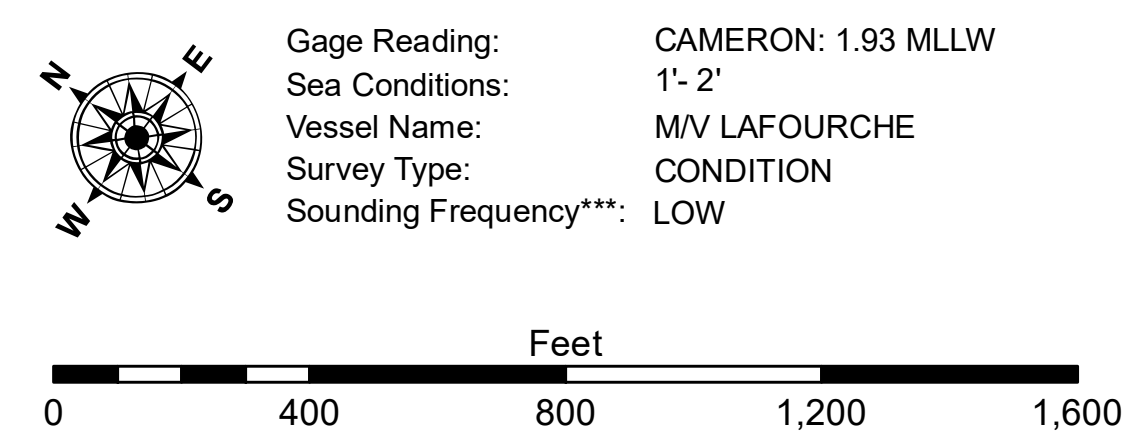 N
E
W
S
Gage Reading: CAMERON: 1.93 MLLW
Sea Conditions: 1'- 2'
Vessel Name: M/V LAFOURCHE
Survey Type: CONDITION
Sounding Frequency***: LOW
Feet
0 400 800 1,200 1,600